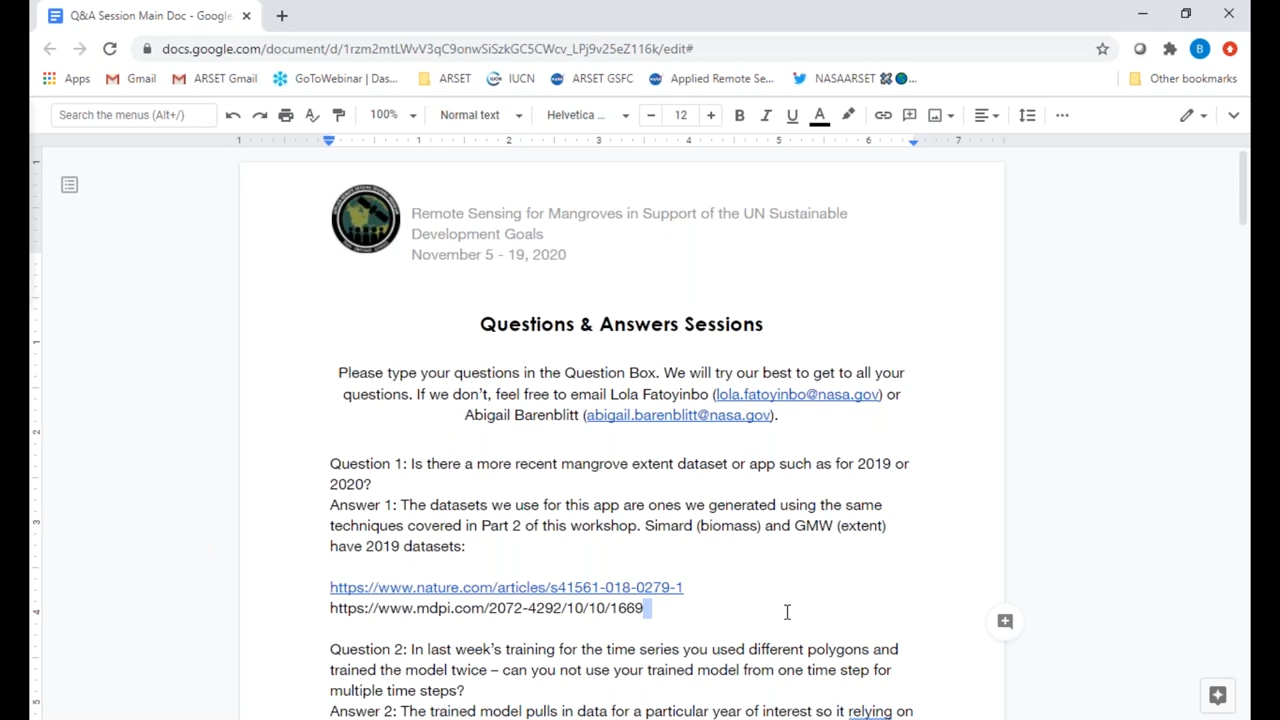 Q&A Session Main Doc - Google
docs.google.com/document/d/1rzm2mtLWvV3qC9onwSiSzkGC5CWcv_LPj9v25eZ116k/edit#
B
Apps
Gmail
ARSET Gmail
GoToWebinar | Das...
ARSET
IUCN
ARSET GSFC
Applied Remote Se...
NASAARSET
Other bookmarks
Search the menus (Alt+/)
100%
Normal text
Helvetica ...
12
B I U A
1 1 2 3 4 5 6 7
Remote Sensing for Mangroves in Support of the UN Sustainable
Development Goals
November 5 - 19, 2020
Questions & Answers Sessions
Please type your questions in the Question Box. We will try our best to get to all your
questions. If we don't, feel free to email Lola Fatoyinbo (lola.fatoyinbo@nasa.gov) or
Abigail Barenblitt (abigail.barenblitt@nasa.gov).
Question 1: Is there a more recent mangrove extent dataset or app such as for 2019 or
2020?
Answer 1: The datasets we use for this app are ones we generated using the same
techniques covered in Part 2 of this workshop. Simard (biomass) and GMW (extent)
have 2019 datasets:
https://www.nature.com/articles/s41561-018-0279-1
https://www.mdpi.com/2072-4292/10/10/1669
Question 2: In last week's training for the time series you used different polygons and
trained the model twice – can you not use your trained model from one time step for
multiple time steps?
Answer 2: The trained model pulls in data for a particular year of interest so it relying on